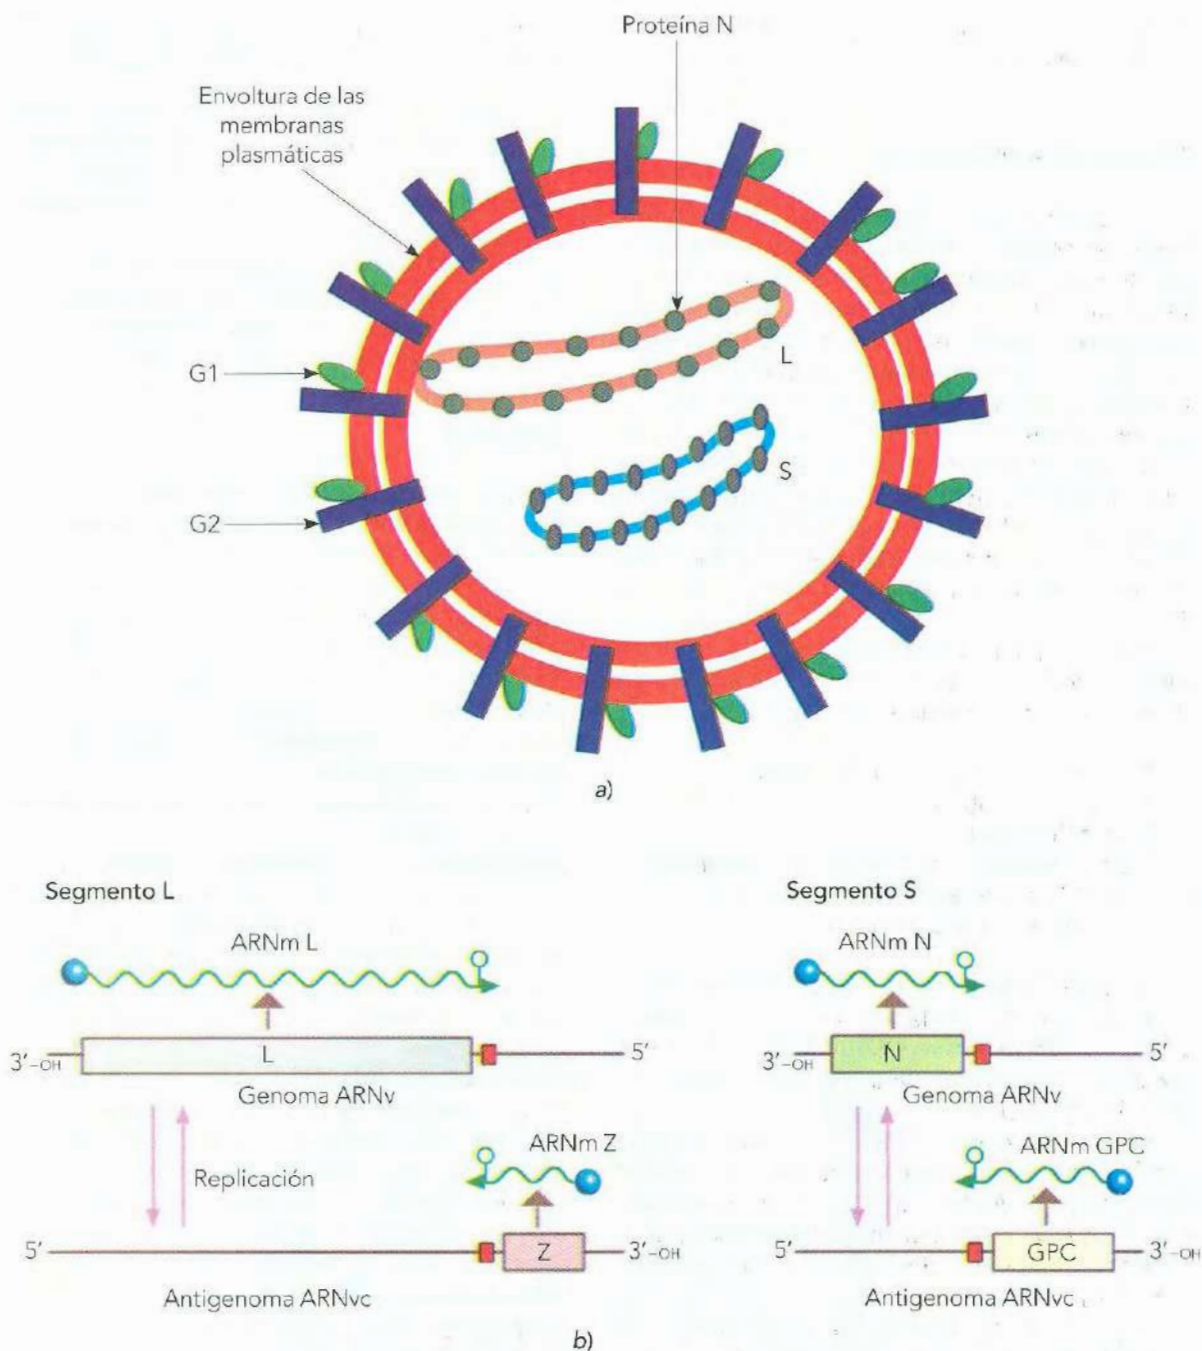 Proteína N
Envoltura de las
membranas
plasmáticas
L
G1
S
G2
a)
Segmento L
Segmento S
ARNm L
ARNm N
3′-OH
L
5′
3′-OH
N
5′
Genoma ARNv
Genoma ARNv
ARNm Z
ARNm GPC
Replicación
5′
Z
3′-OH
5′
GPC
3′-OH
Antigenoma ARNvc
Antigenoma ARNvc
b)